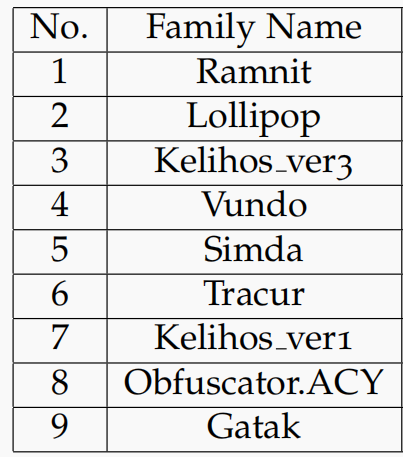 No. Family Name
1 Ramnit
2 Lollipop
3 Kelihos_ver3
4 Vundo
5 Simda
6 Tracur
7 Kelihos_ver1
8 Obfuscator.ACY
9 Gatak